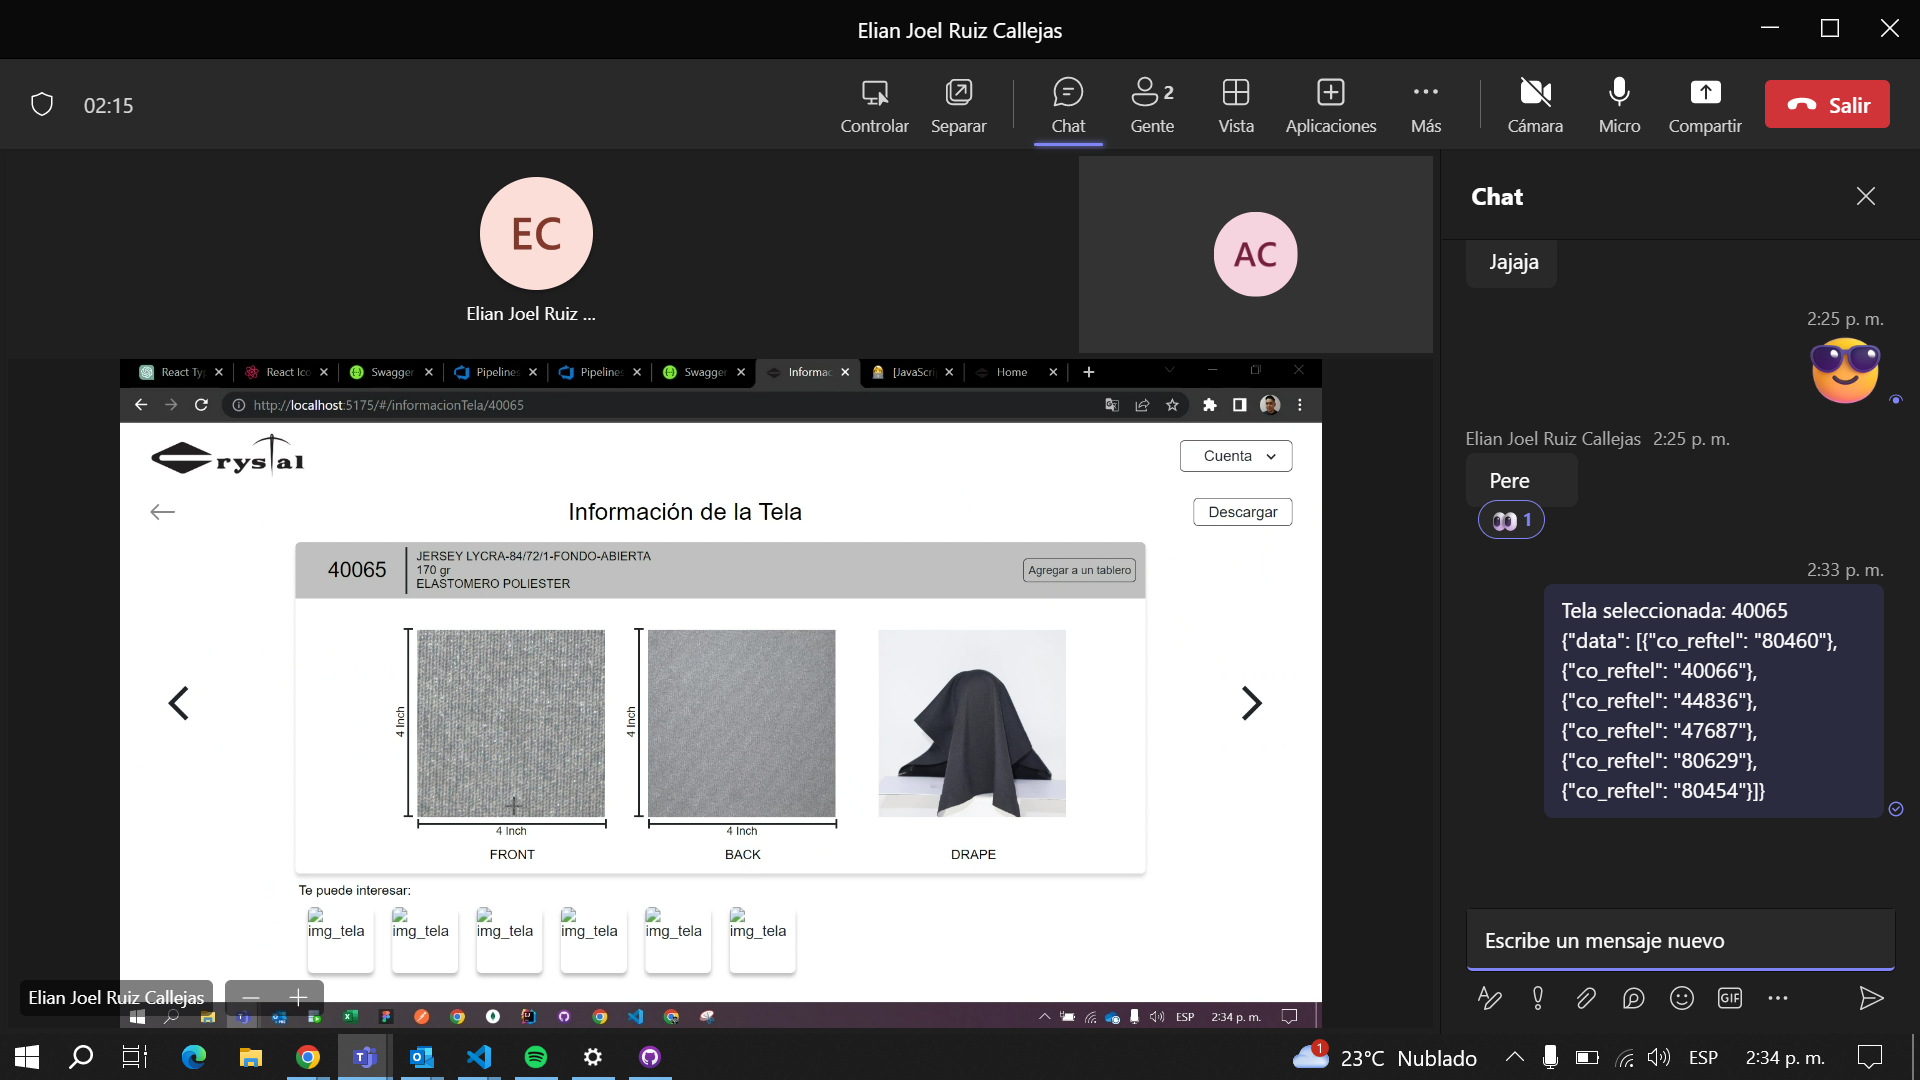 Elian Joel Ruiz Callejas
02:15
Controlar
Separar
Chat
2
Gente
Vista
Aplicaciones
Más
Cámara
Micro
Compartir
Salir
EC
Elian Joel Ruiz ...
AC
React Ty
React Ico
Swagger
Pipelines
Pipelines
Swagger
Informac
[JavaScri
Home
http://localhost:5175/#/informacionTela/40065
Crystal
Cuenta
Información de la Tela
Descargar
40065
JERSEY LYCRA-84/72/1-FONDO-ABIERTA
170 gr
ELASTOMERO POLIESTER
Agregar a un tablero
4 Inch
4 Inch
4 Inch
4 Inch
FRONT
BACK
DRAPE
Te puede interesar:
img_tela
img_tela
img_tela
img_tela
img_tela
img_tela
Elian Joel Ruiz Callejas
ESP
2:34 p. m.
Chat
Jajaja
2:25 p. m.
Elian Joel Ruiz Callejas 2:25 p. m.
Pere
1
2:33 p. m.
Tela seleccionada: 40065
{"data": [{"co_reftel": "80460"},
{"co_reftel": "40066"},
{"co_reftel": "44836"},
{"co_reftel": "47687"},
{"co_reftel": "80629"},
{"co_reftel": "80454"}]}
Escribe un mensaje nuevo
GIF
1
23°C Nublado
ESP
2:34 p. m.